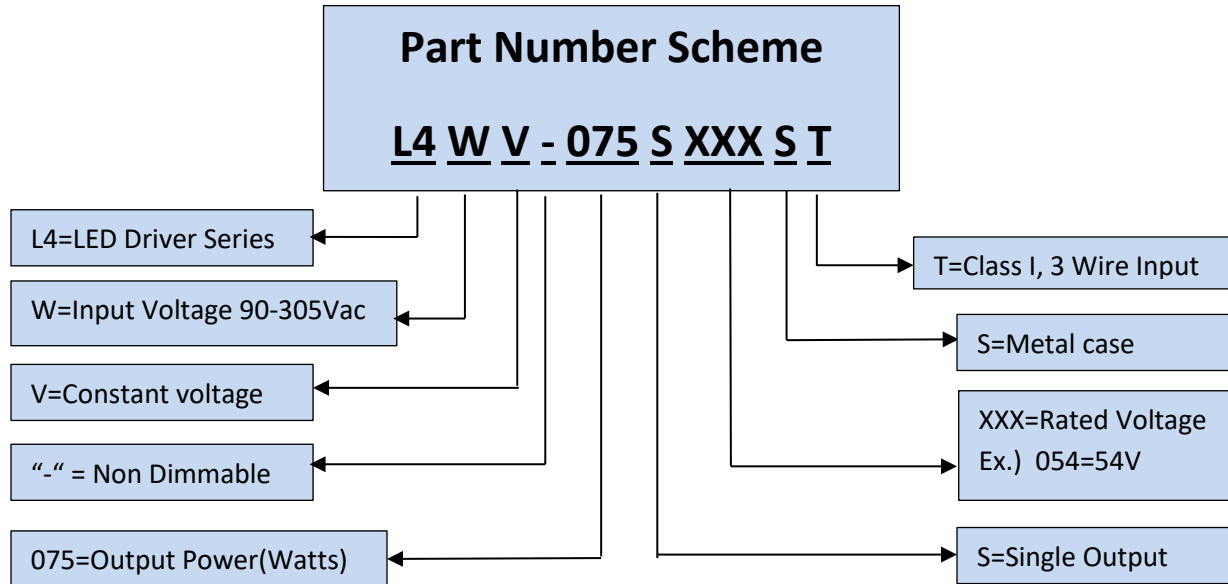 Part Number Scheme
L4 W V - 075 S XXX S T
L4=LED Driver Series
W=Input Voltage 90-305Vac
V=Constant voltage
“-“ = Non Dimmable
075=Output Power(Watts)
T=Class I, 3 Wire Input
S=Metal case
XXX=Rated Voltage
Ex.) 054=54V
S=Single Output